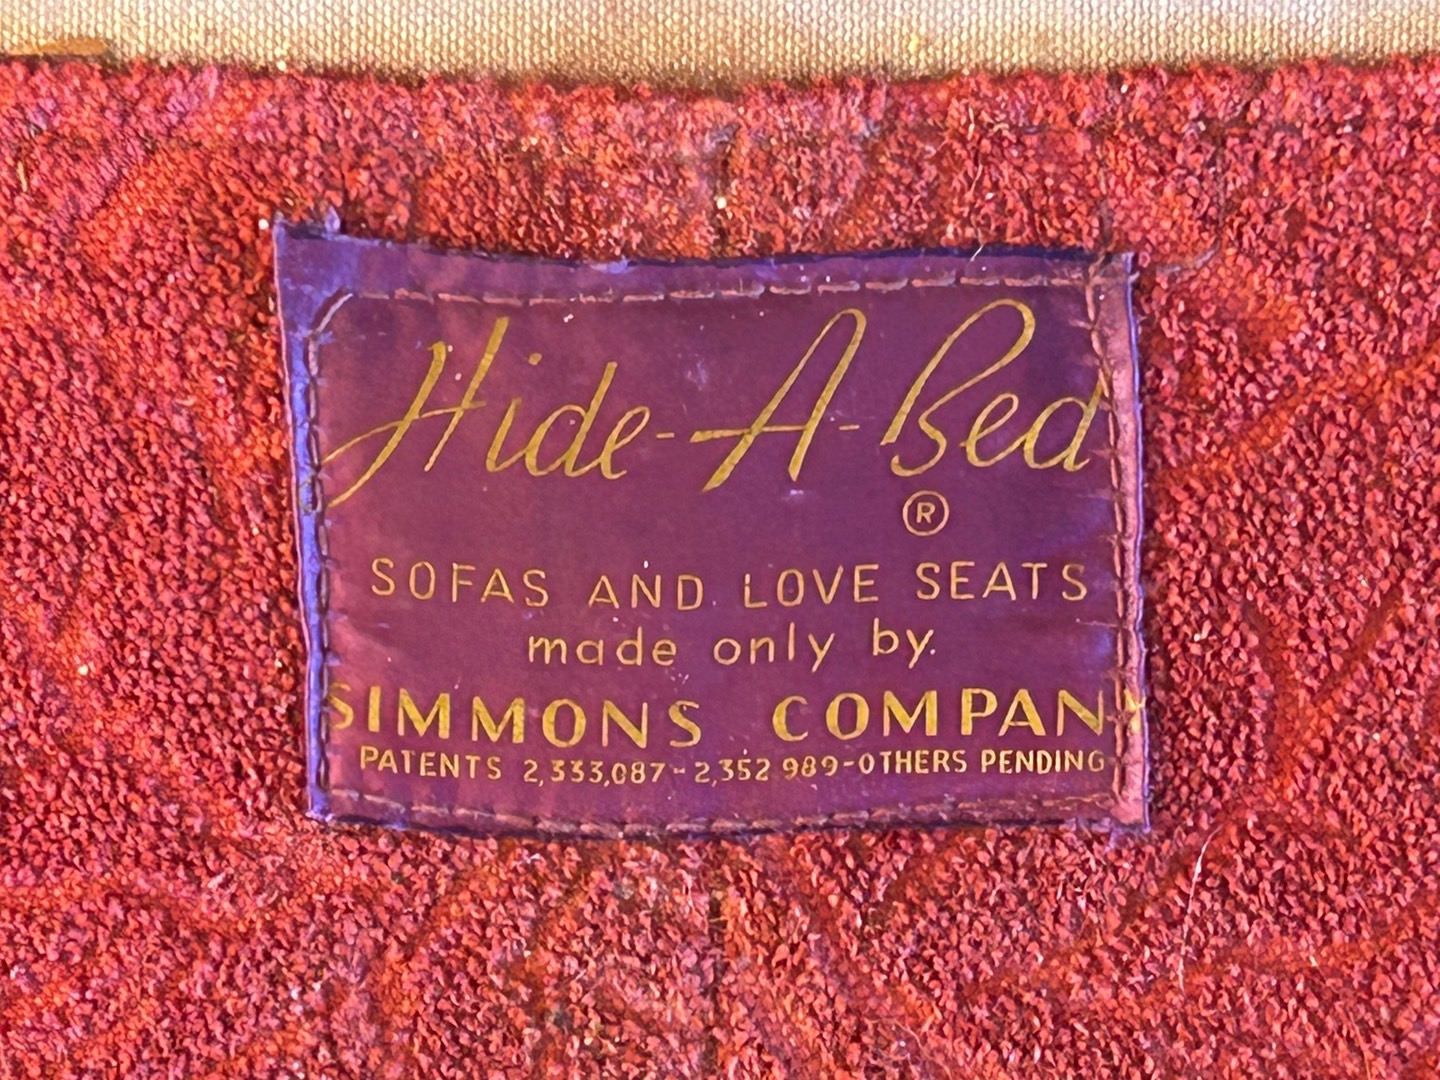 Hide-A-Bed
®
SOFAS AND LOVE SEATS
made only by.
SIMMONS COMPANY
PATENTS 2,333,087-2,352 989-OTHERS PENDING